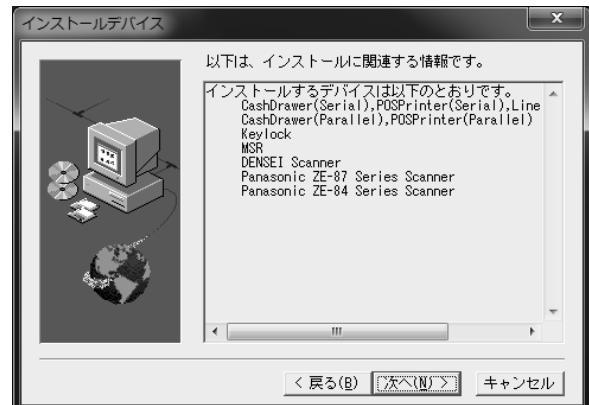 インストールデバイス
以下は、インストールに関連する情報です。
インストールするデバイスは以下のとおりです。
CashDrawer(Serial),POSPrinter(Serial),Line
CashDrawer(Parallel),POSPrinter(Parallel)
Keylock
MSR
DENSEI Scanner
Panasonic ZE-87 Series Scanner
Panasonic ZE-84 Series Scanner
< 戻る(B) 次へ(N) > キャンセル